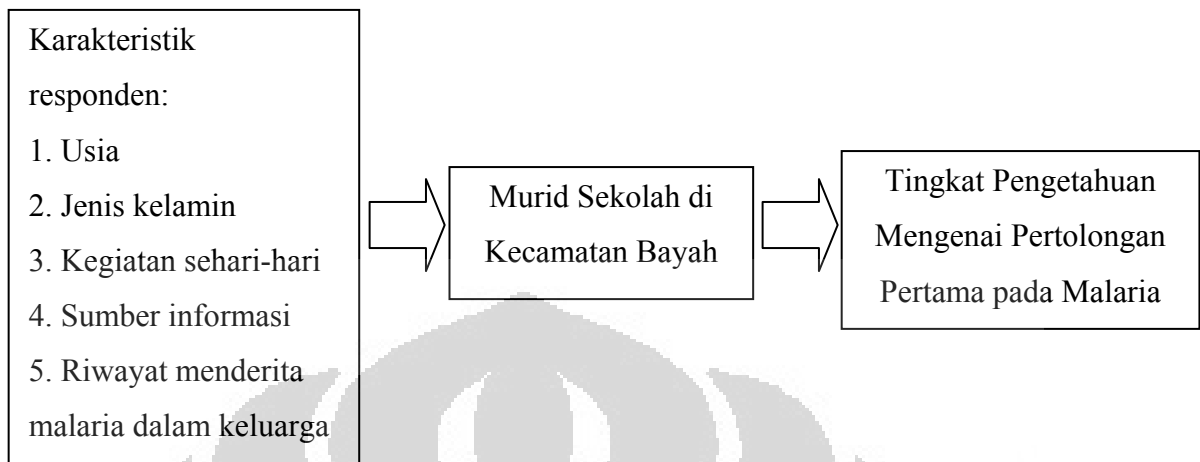 Karakteristik
responden:
1. Usia
2. Jenis kelamin
3. Kegiatan sehari-hari
4. Sumber informasi
5. Riwayat menderita
malaria dalam keluarga
Murid Sekolah di
Kecamatan Bayah
Tingkat Pengetahuan
Mengenai Pertolongan
Pertama pada Malaria